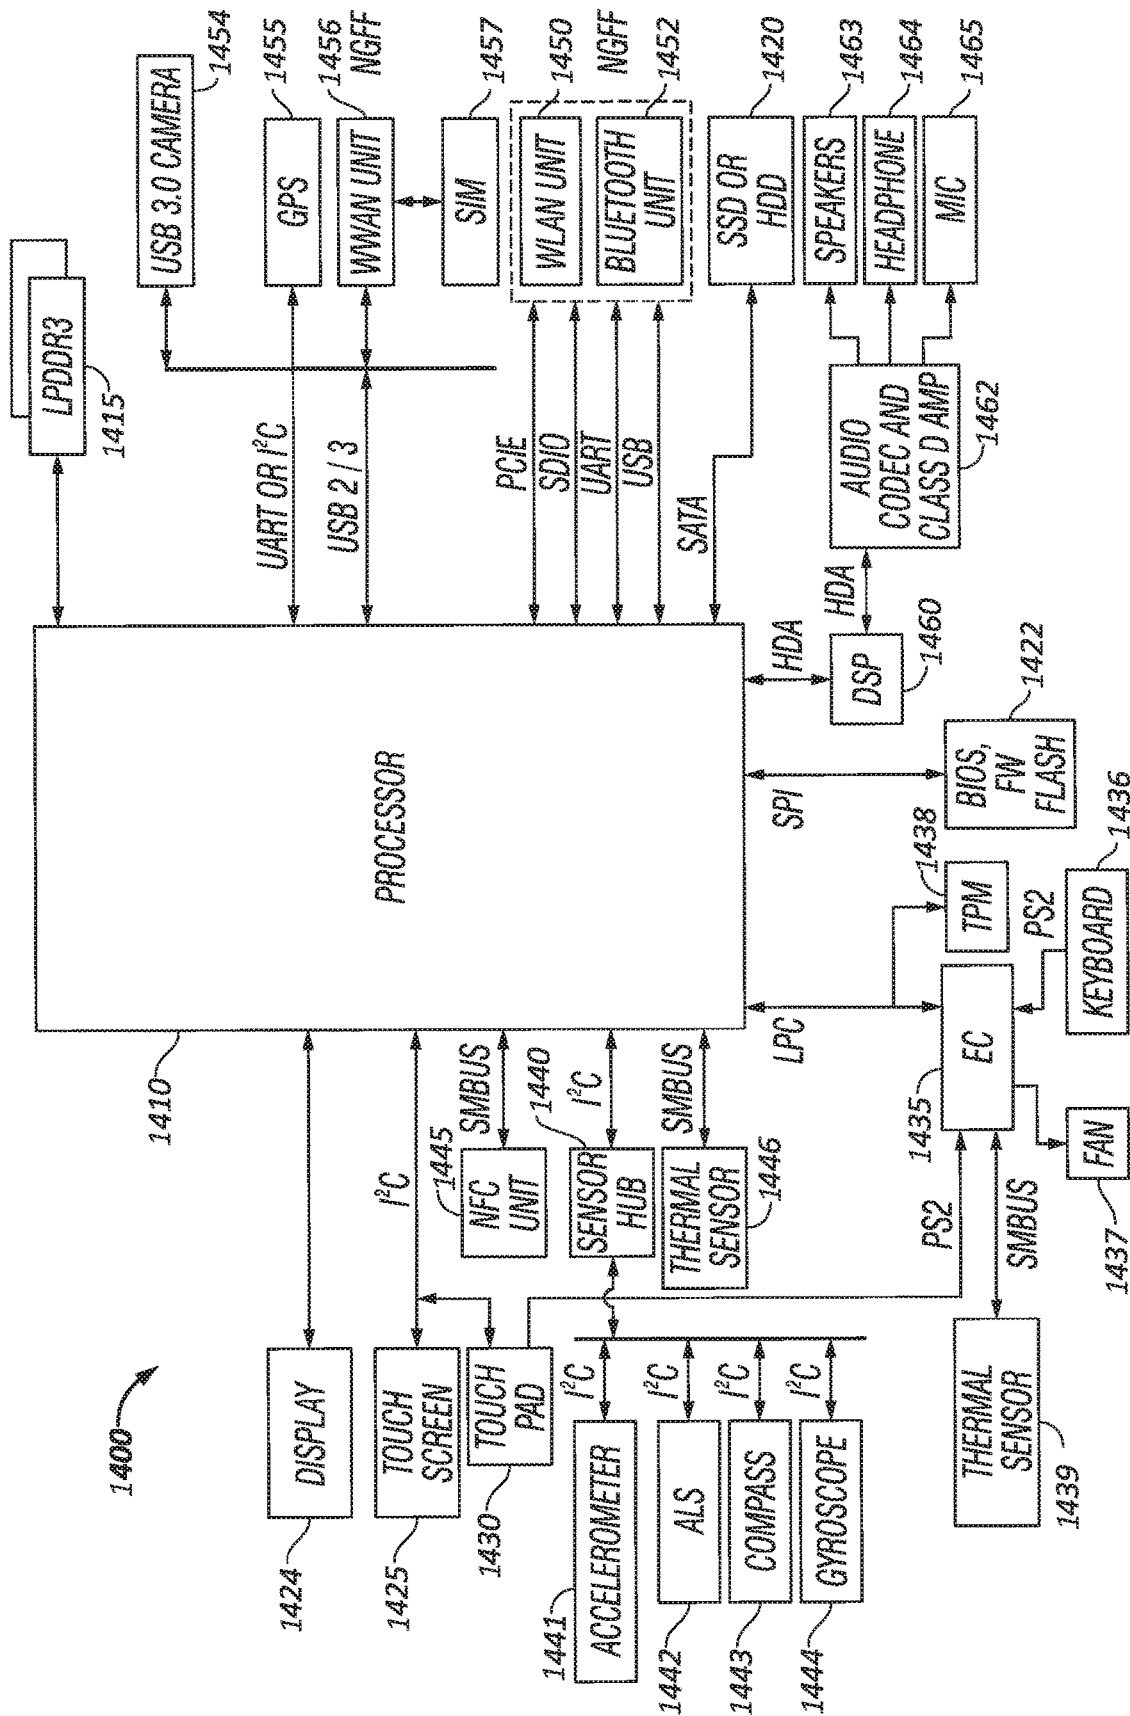 1400
1424
DISPLAY
1425
TOUCH
SCREEN
1430
TOUCH
PAD
1441
ACCELEROMETER
I²C
1442
ALS
I²C
1443
COMPASS
I²C
1444
GYROSCOPE
I²C
THERMAL
SENSOR
1439
I²C
1445
NFC
UNIT
SMBUS
1440
SENSOR
HUB
I²C
THERMAL
SENSOR
1446
SMBUS
PS2
SMBUS
1410
PROCESSOR
LPC
1435
EC
FAN
1437
1438
TPM
PS2
KEYBOARD
1436
SPI
BIOS,
FW
FLASH
1422
HDA
DSP
1460
HDA
AUDIO
CODEC AND
CLASS D AMP
1462
LPDDR3
1415
UART OR I²C
USB 2 / 3
PCIE
SDIO
UART
USB
SATA
USB 3.0 CAMERA
1454
GPS
1455
WWAN UNIT
1456
NGFF
SIM
1457
WLAN UNIT
1450
BLUETOOTH
UNIT
NGFF
1452
SSD OR
HDD
1420
SPEAKERS
1463
HEADPHONE
1464
MIC
1465